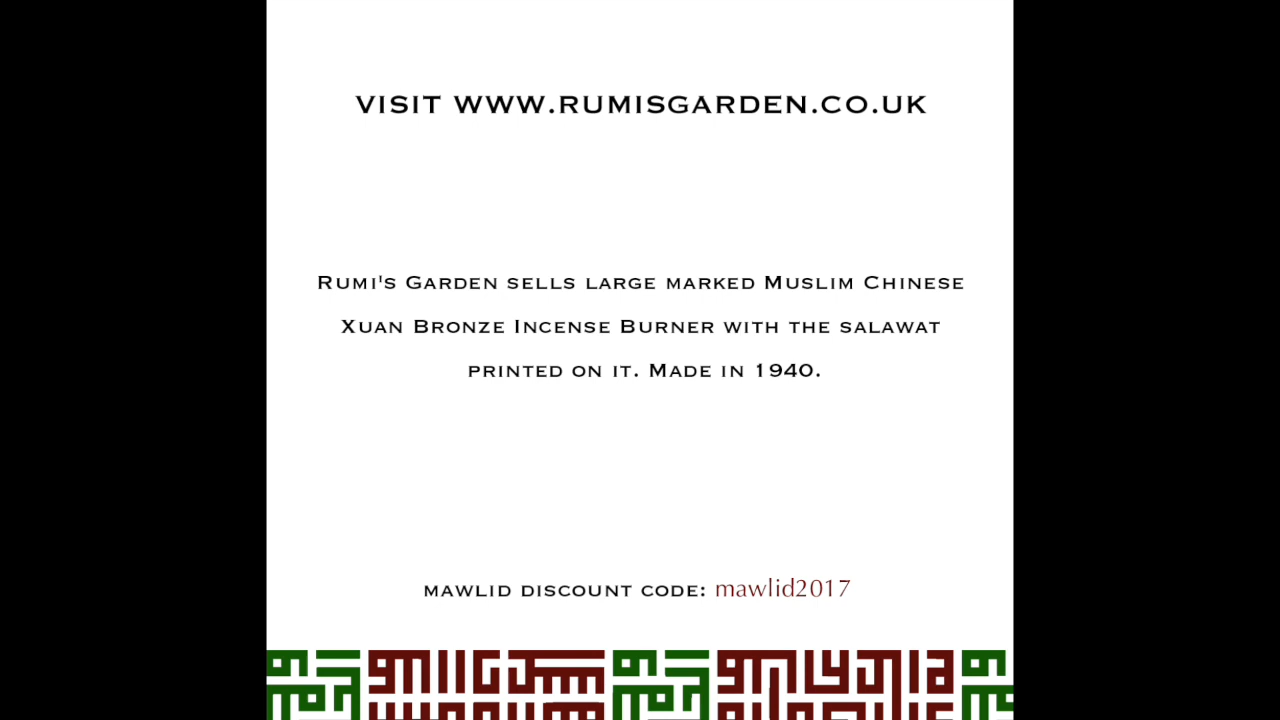 VISIT WWW.RUMISGARDEN.CO.UK
RUMI'S GARDEN SELLS LARGE MARKED MUSLIM CHINESE
XUAN BRONZE INCENSE BURNER WITH THE SALAWAT
PRINTED ON IT. MADE IN 1940.
MAWLID DISCOUNT CODE: mawlid2017